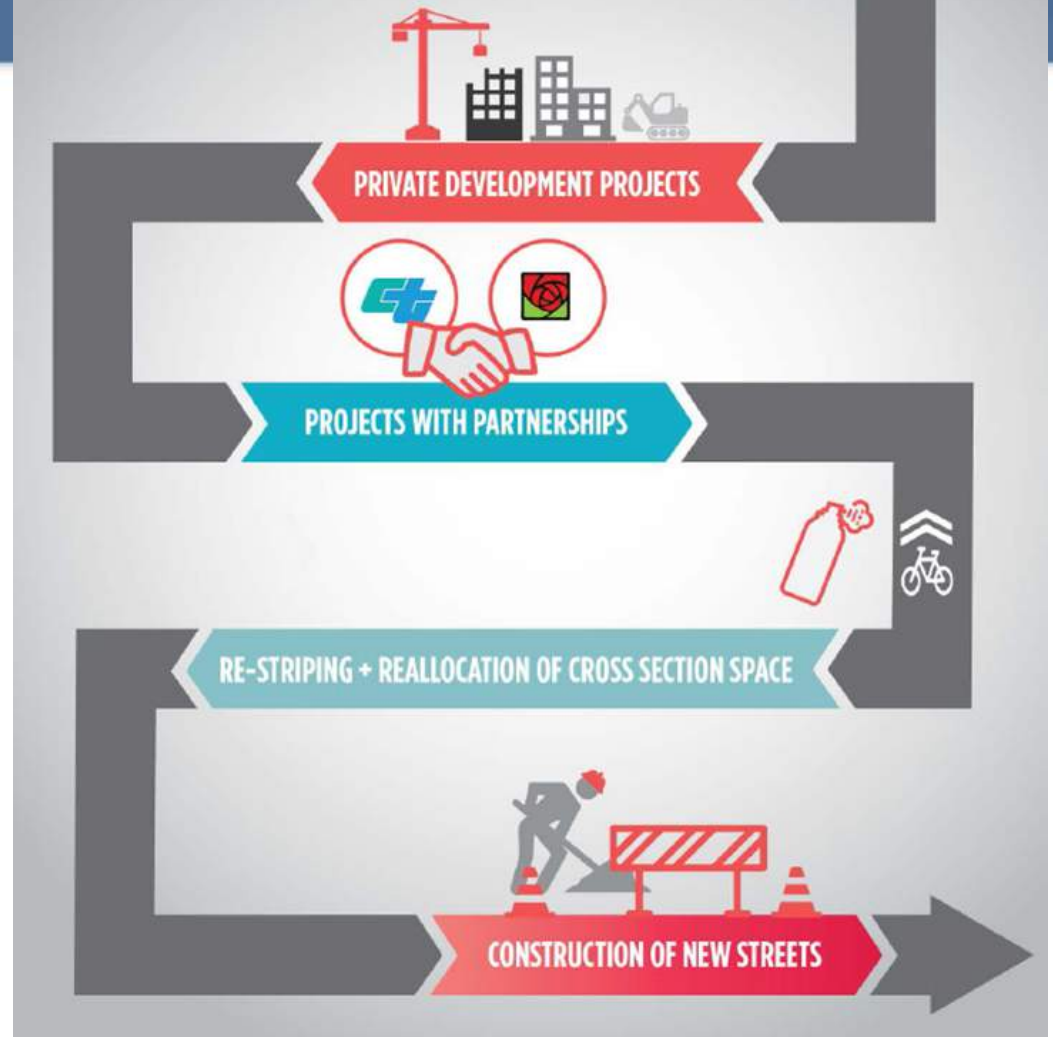 PRIVATE DEVELOPMENT PROJECTS
PROJECTS WITH PARTNERSHIPS
RE-STRIPING + REALLOCATION OF CROSS SECTION SPACE
CONSTRUCTION OF NEW STREETS